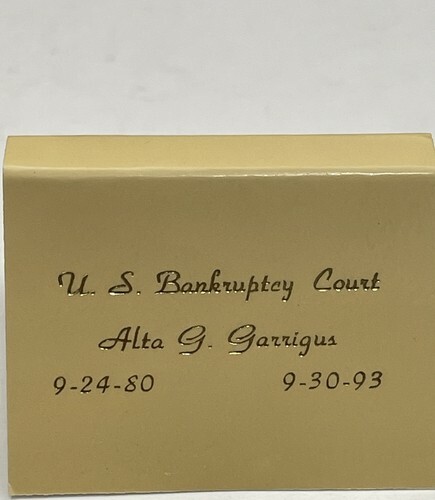 U. S. Bankruptcy Court
Alta G. Garrigus
9-24-80 9-30-93